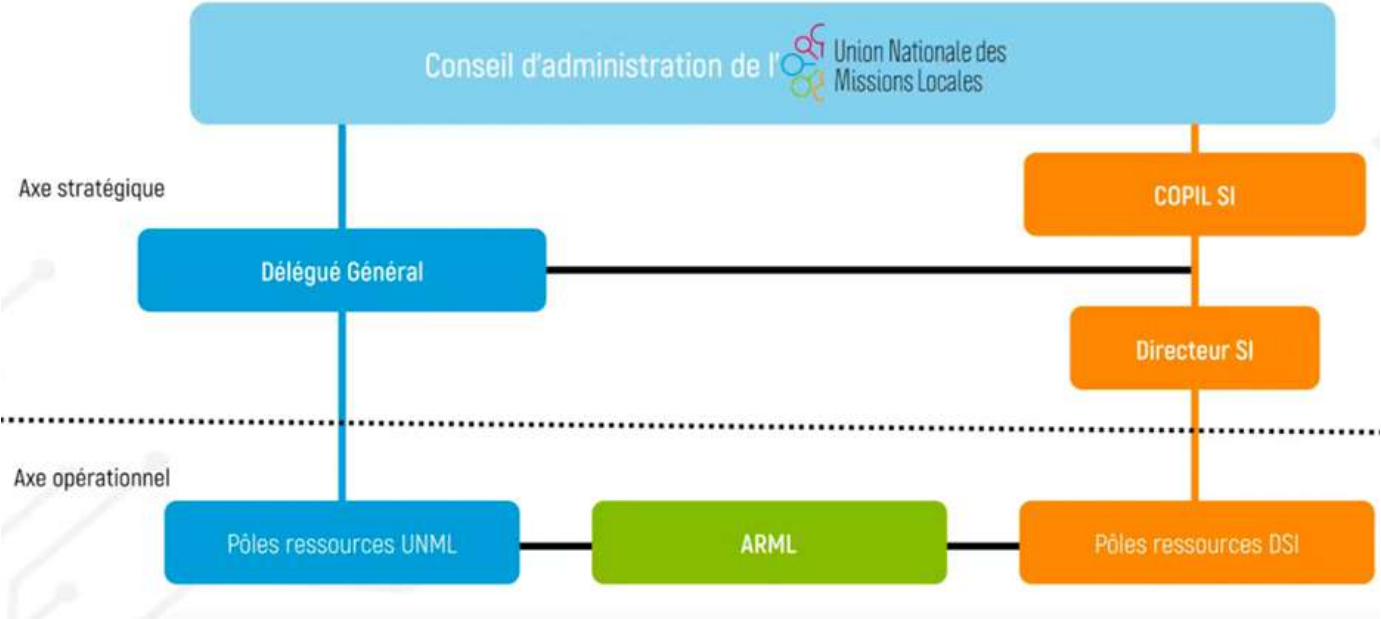 Conseil d'administration de l'
Union Nationale des
Missions Locales
Axe stratégique
COPIL SI
Délégué Général
Directeur SI
Axe opérationnel
Pôles ressources UNML
ARML
Pôles ressources DSI